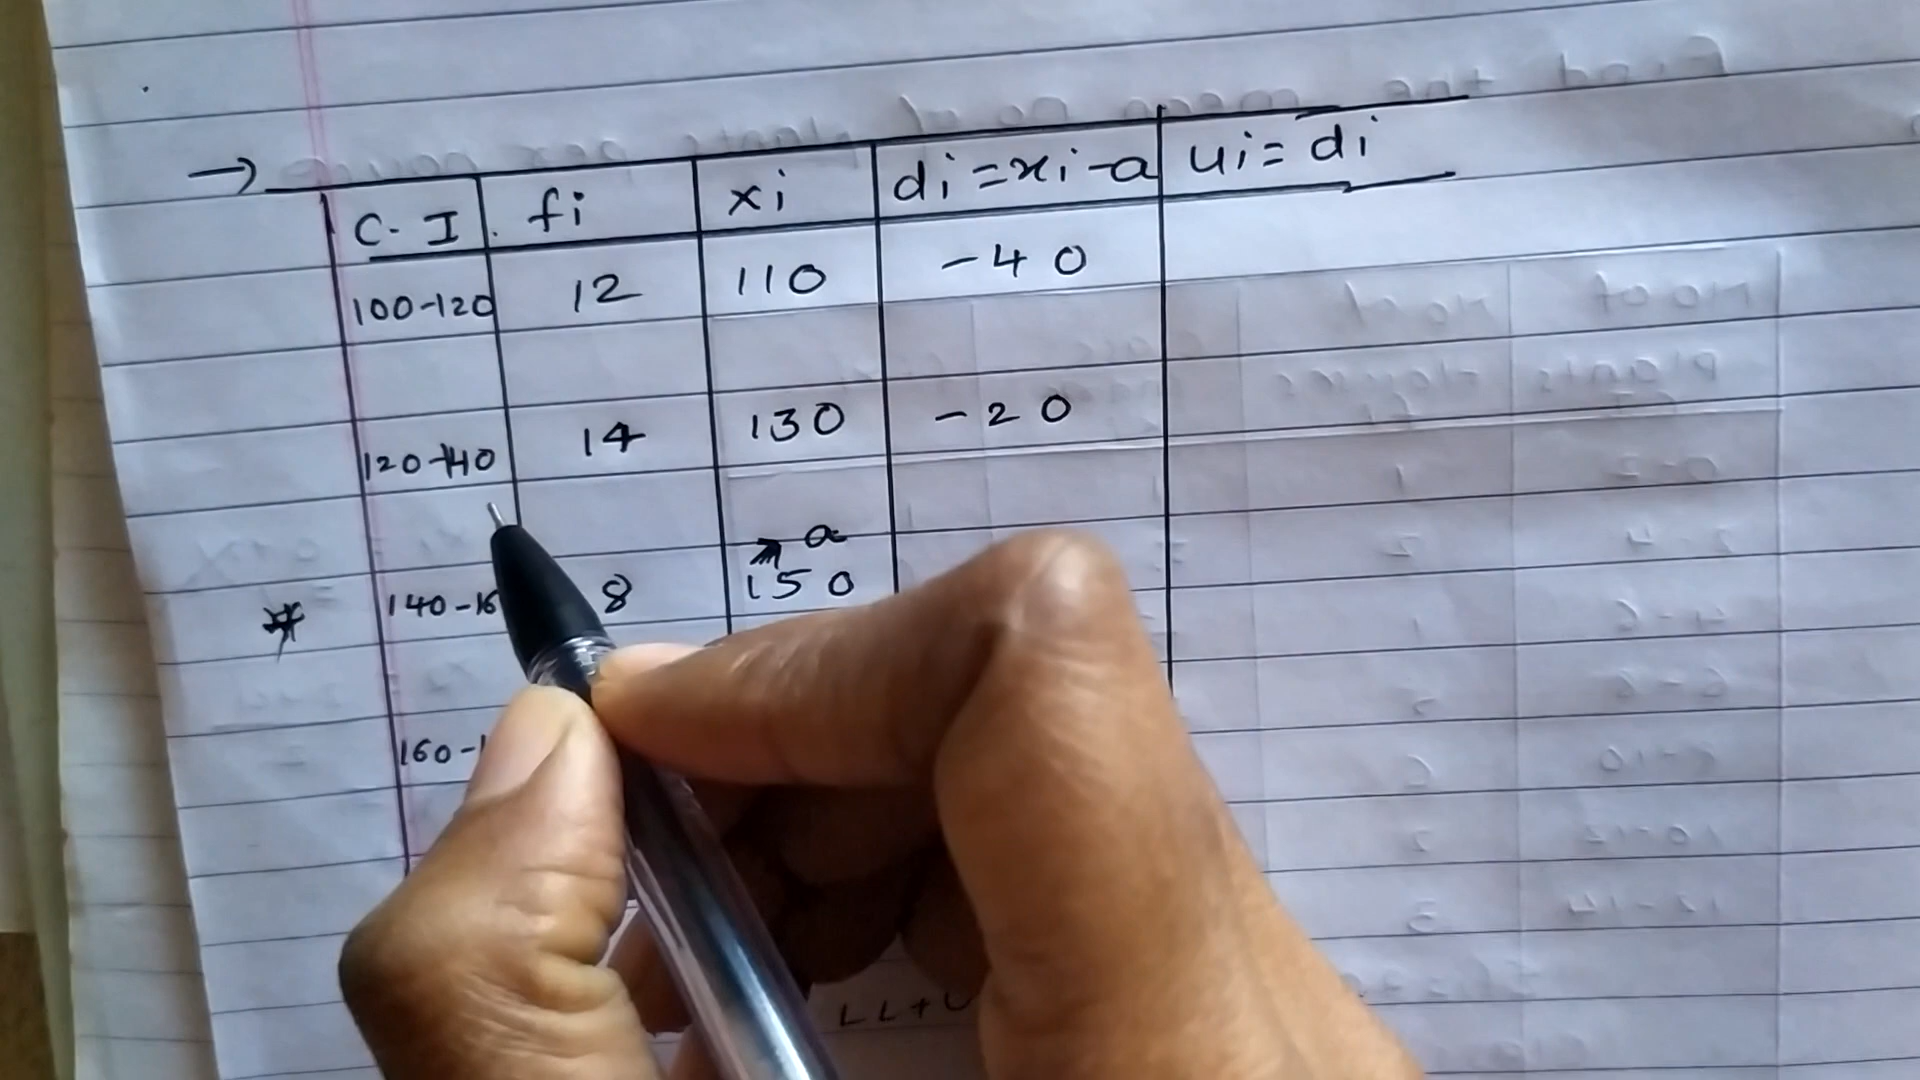 → C.I. fi xi di=xi-a ui=di
100-120 12 110 -40
120-140 14 130 -20
a
* 140-16 8 150
160-1
LL+U